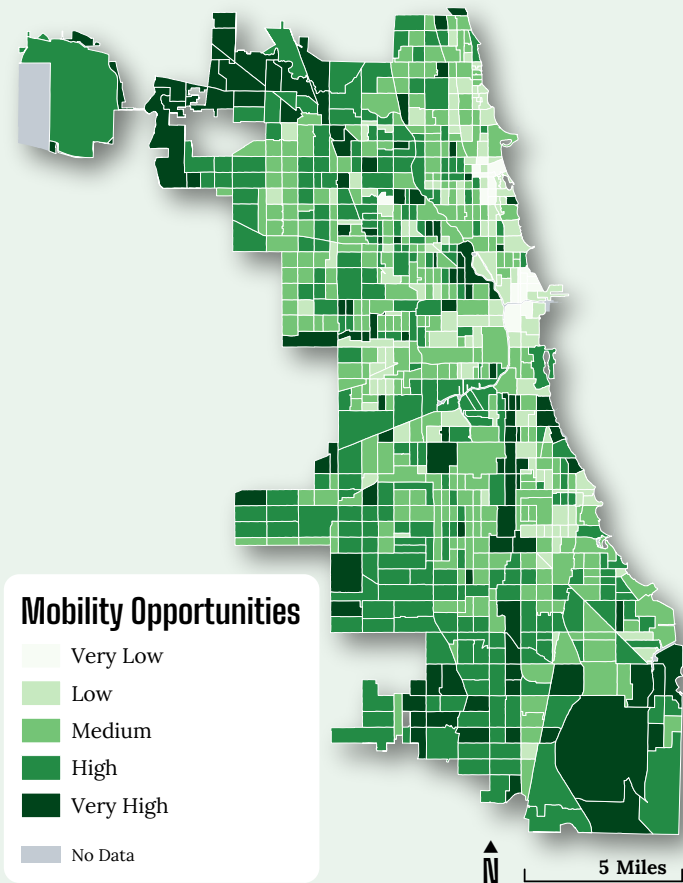 Mobility Opportunities
Very Low
Low
Medium
High
Very High
No Data
N
5 Miles